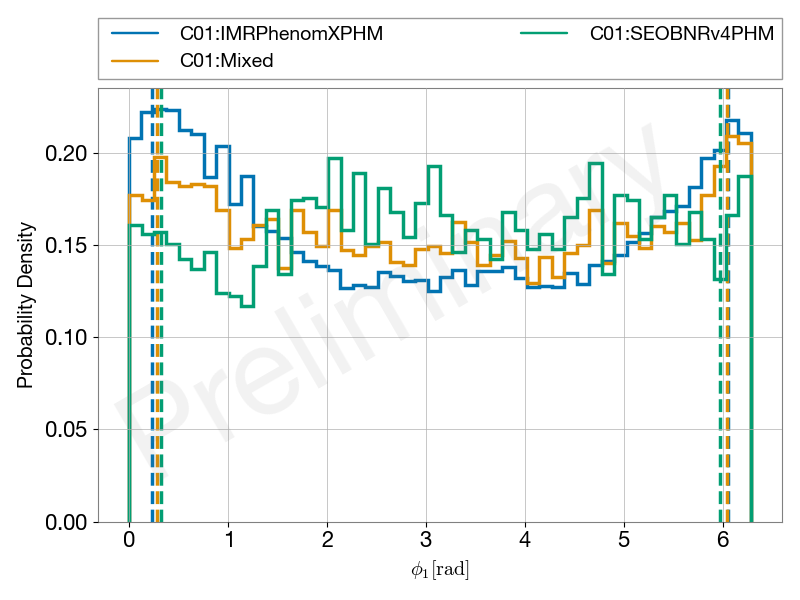 C01:IMRPhenomXPHM
C01:SEOBNRv4PHM
C01:Mixed
0.20
0.15
0.10
0.05
0.00
Probability Density
Preliminary
0 1 2 3 4 5 6
ϕ₁[rad]